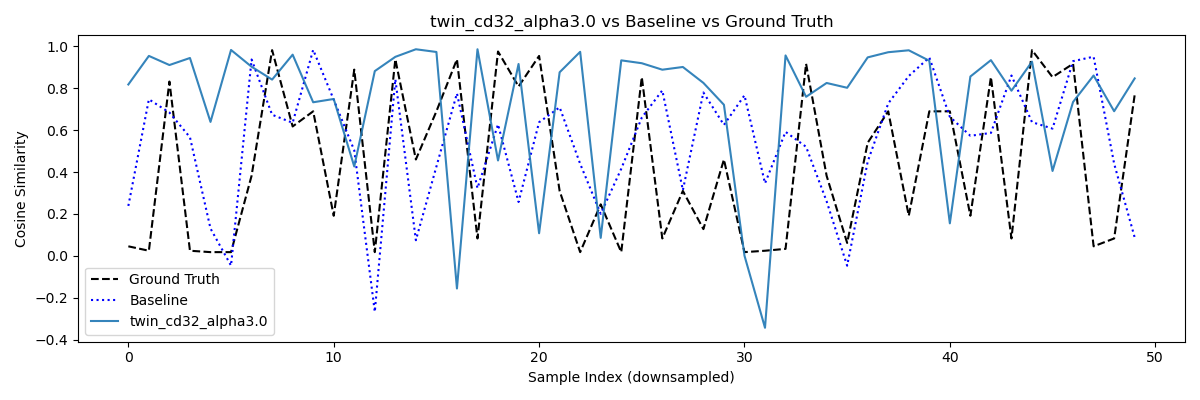 twin_cd32_alpha3.0 vs Baseline vs Ground Truth
Cosine Similarity
1.0
0.8
0.6
0.4
0.2
0.0
−0.2
−0.4
Ground Truth
Baseline
twin_cd32_alpha3.0
0 10 20 30 40 50
Sample Index (downsampled)